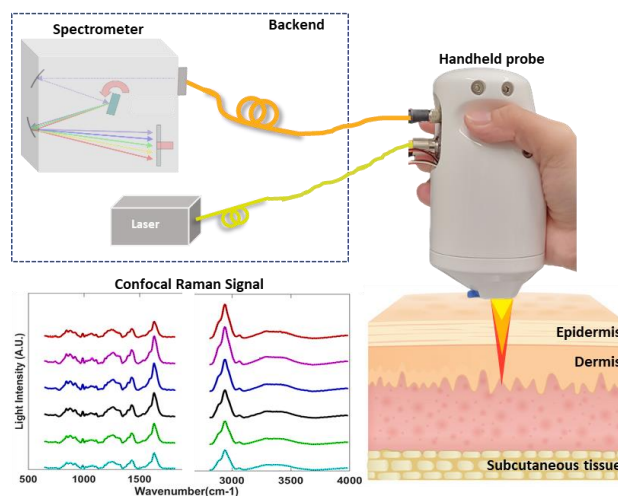 Spectrometer
Backend
Handheld probe
Laser
Confocal Raman Signal
Light Intensity (A.U.)
500 1000 1500 3000 3500 4000
Wavenumber(cm-1)
Epidermis
Dermis
Subcutaneous tissue